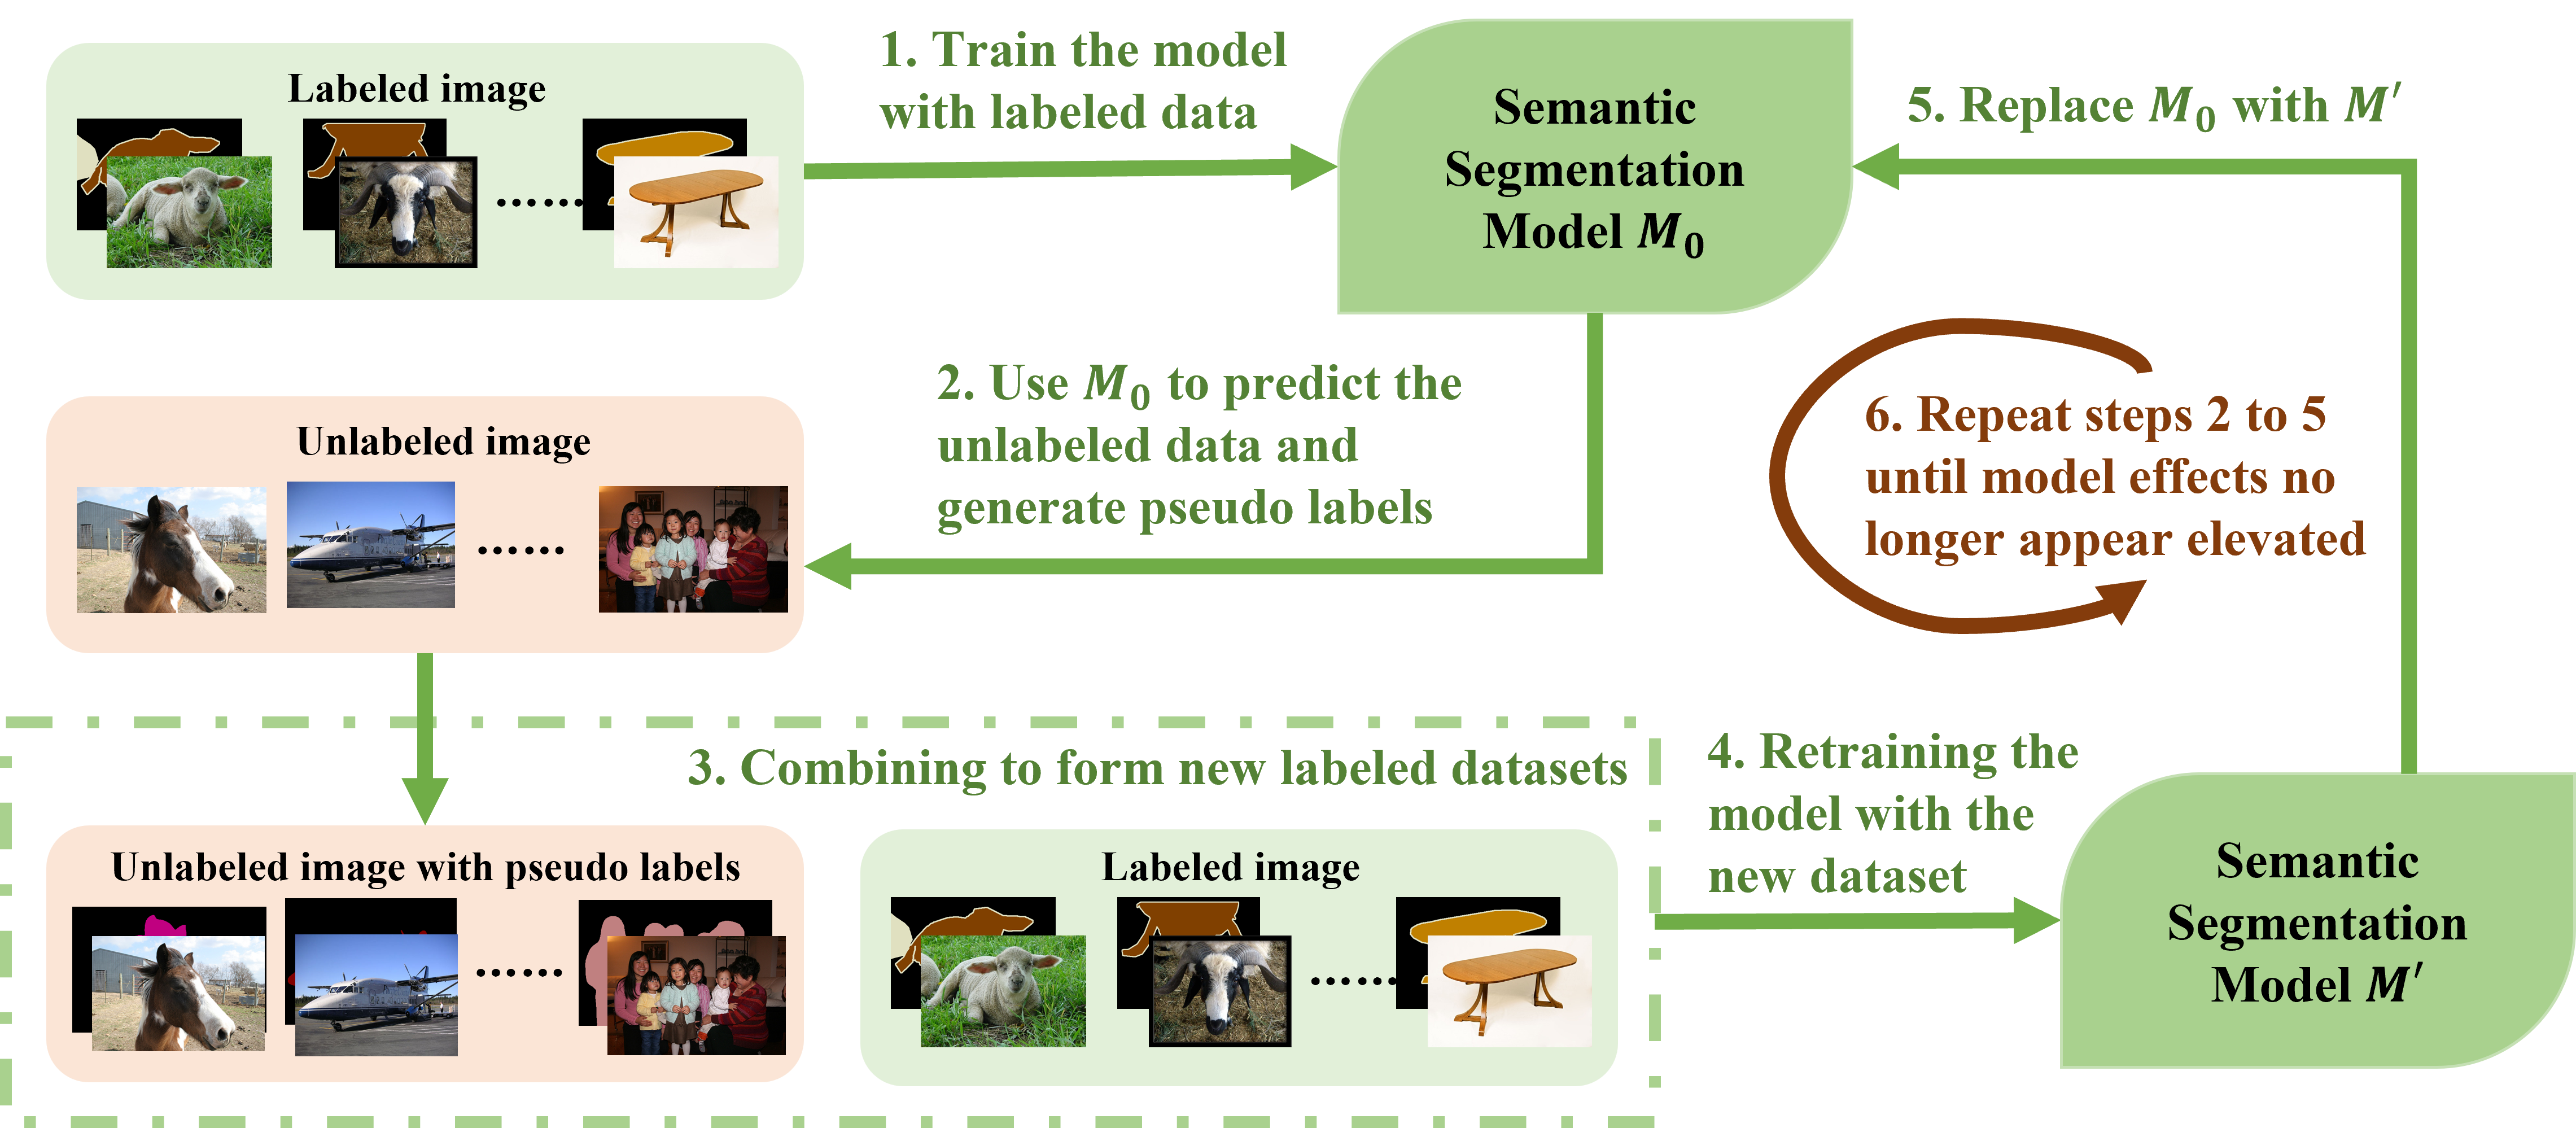 Labeled image
1. Train the model
with labeled data
Semantic
Segmentation
Model M₀
5. Replace M₀ with M′
Unlabeled image
2. Use M₀ to predict the
unlabeled data and
generate pseudo labels
6. Repeat steps 2 to 5
until model effects no
longer appear elevated
3. Combining to form new labeled datasets
Unlabeled image with pseudo labels
Labeled image
4. Retraining the
model with the
new dataset
Semantic
Segmentation
Model M′